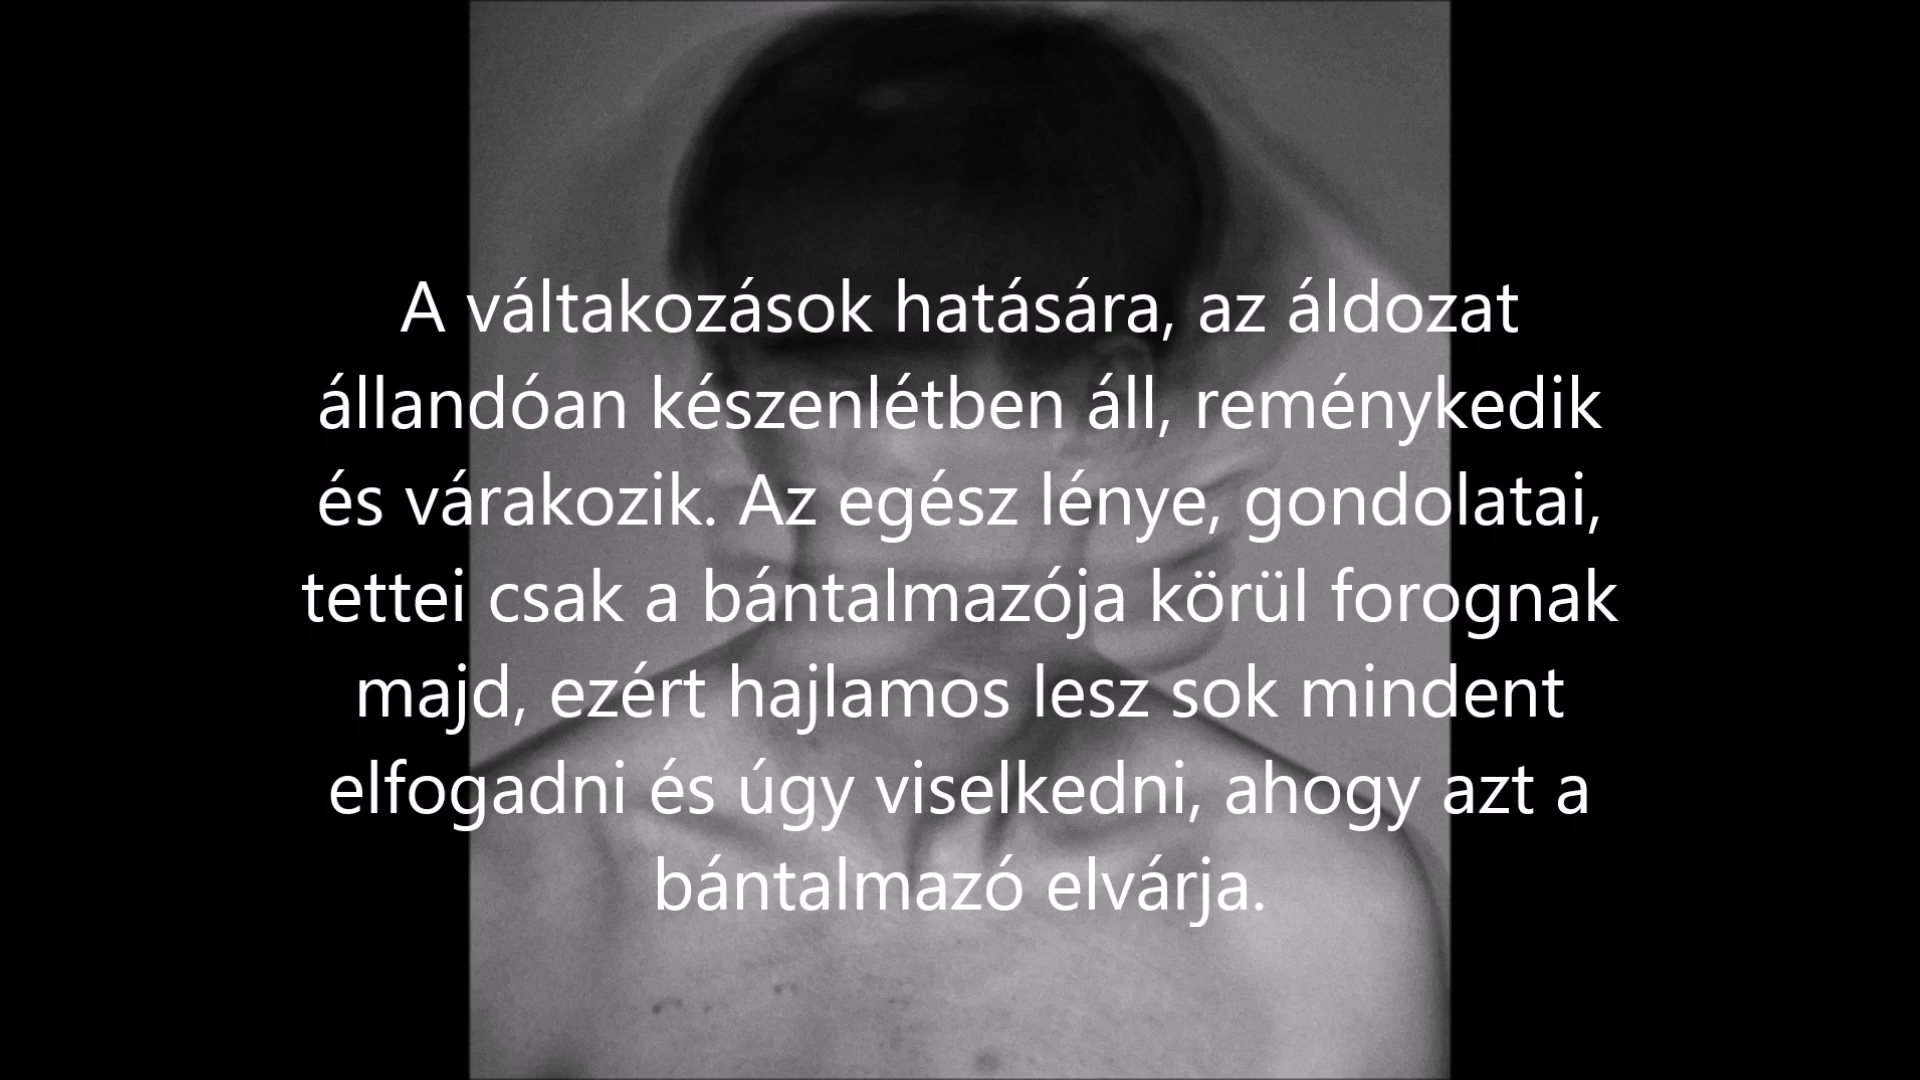 A váltakozások hatására, az áldozat
állandóan készenlétben áll, reménykedik
és várakozik. Az egész lénye, gondolatai,
tettei csak a bántalmazója körül forognak
majd, ezért hajlamos lesz sok mindent
elfogadni és úgy viselkedni, ahogy azt a
bántalmazó elvárja.